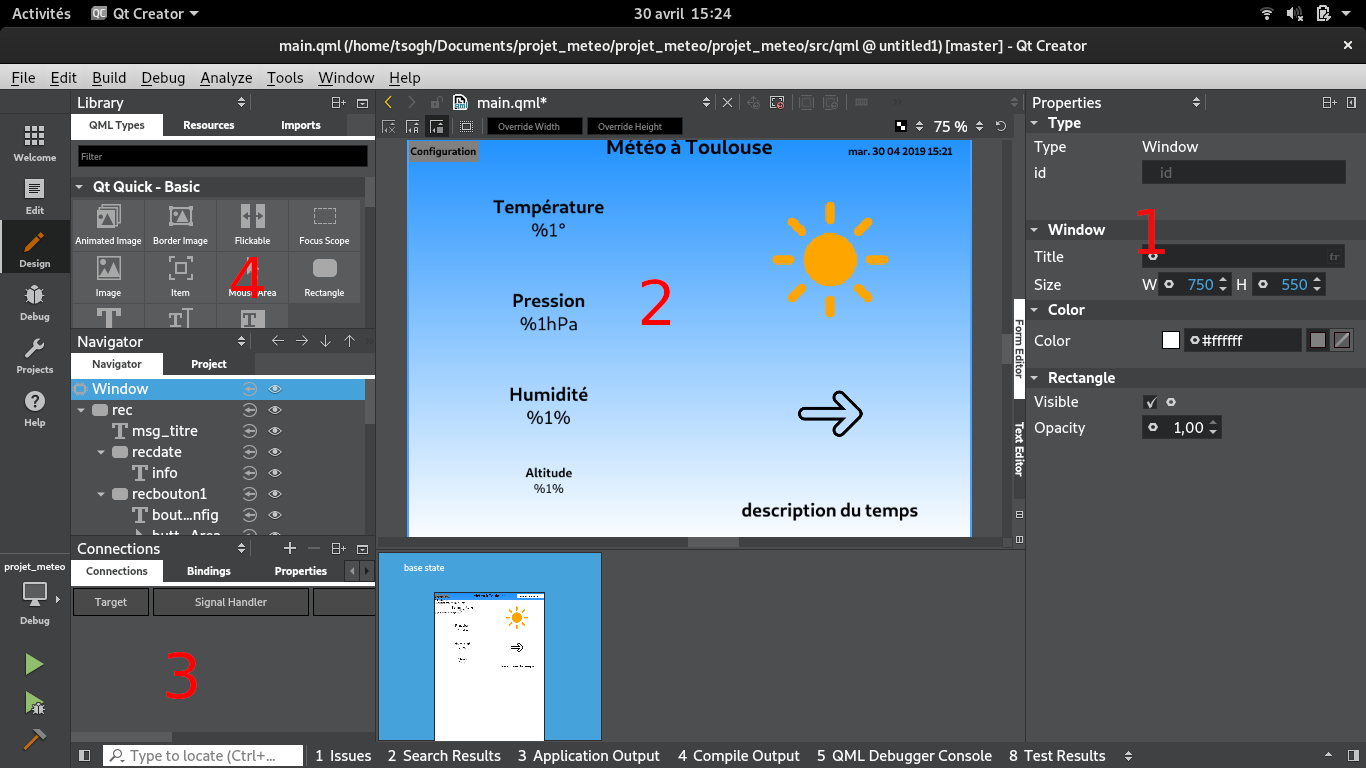 Activités Qt Creator 30 avril 15:24
main.qml (/home/tsogh/Documents/projet_meteo/projet_meteo/projet_meteo/src/qml @ untitled1) [master] - Qt Creator ×
File Edit Build Debug Analyze Tools Window Help
Welcome
Edit
Design
Debug
Projects
Help
projet_meteo
Debug
Library
QML Types Resources Imports
Filter
Qt Quick - Basic
Animated Image Border Image Flickable Focus Scope
Image Item Mouse Area Rectangle
4
Navigator
Navigator Project
Window
rec
msg_titre
recdate
info
recbouton1
bout...nfig
butt...Area
Connections
Connections Bindings Properties
Target Signal Handler
3
main.qml*
Override Width Override Height 75 %
Configuration Météo à Toulouse mar. 30 04 2019 15:21
Température
%1°
Pression
%1hPa
2
Humidité
%1%
Altitude
%1%
description du temps
Form Editor
Text Editor
base state
Properties
Type
Type Window
id id
1
Window
Title tr
Size W 750 H 550
Color
Color #ffffff
Rectangle
Visible
Opacity 1,00
Type to locate (Ctrl+... 1 Issues 2 Search Results 3 Application Output 4 Compile Output 5 QML Debugger Console 8 Test Results